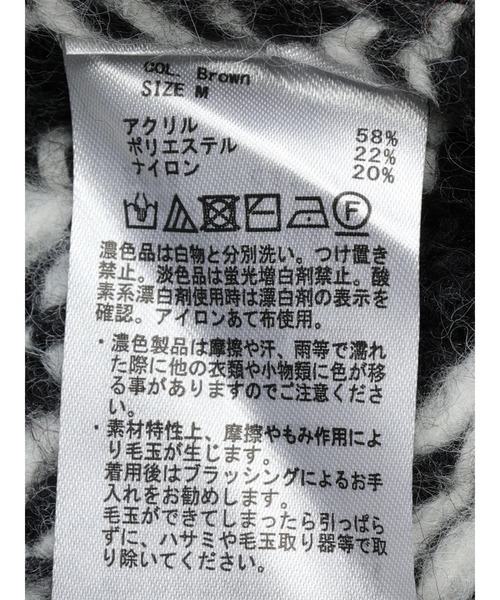 COL. Brown
SIZE M
アクリル 58%
ポリエステル 22%
ナイロン 20%
F
濃色品は白物と分別洗い。つけ置き
禁止。淡色品は蛍光増白剤禁止。酸
素系漂白剤使用時は漂白剤の表示を
確認。アイロンあて布使用。
・濃色製品は摩擦や汗、雨等で濡れ
た際に他の衣類や小物類に色が移
る事がありますのでご注意くださ
い。
・素材特性上、摩擦やもみ作用によ
り毛玉が生じます。
着用後はブラッシングによるお手
入れをお勧めします。
毛玉ができてしまったら引っぱら
ずに、ハサミや毛玉取り器等で取
り除いてください。